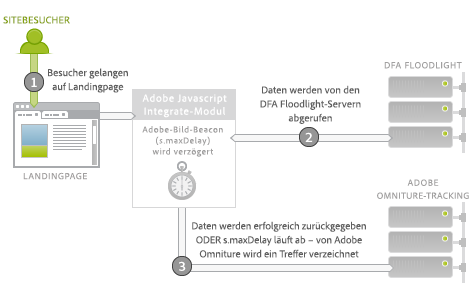 SITEBESUCHER
1
Besucher gelangen
auf Landingpage
LANDINGPAGE
Adobe Javascript
Integrate-Modul
Adobe-Bild-Beacon
(s.maxDelay)
wird verzögert
Daten werden von den
DFA Floodlight-Servern
abgerufen
2
DFA FLOODLIGHT
ADOBE
OMNITURE-TRACKING
Daten werden erfolgreich zurückgegeben
ODER s.maxDelay läuft ab – von Adobe
Omniture wird ein Treffer verzeichnet
3